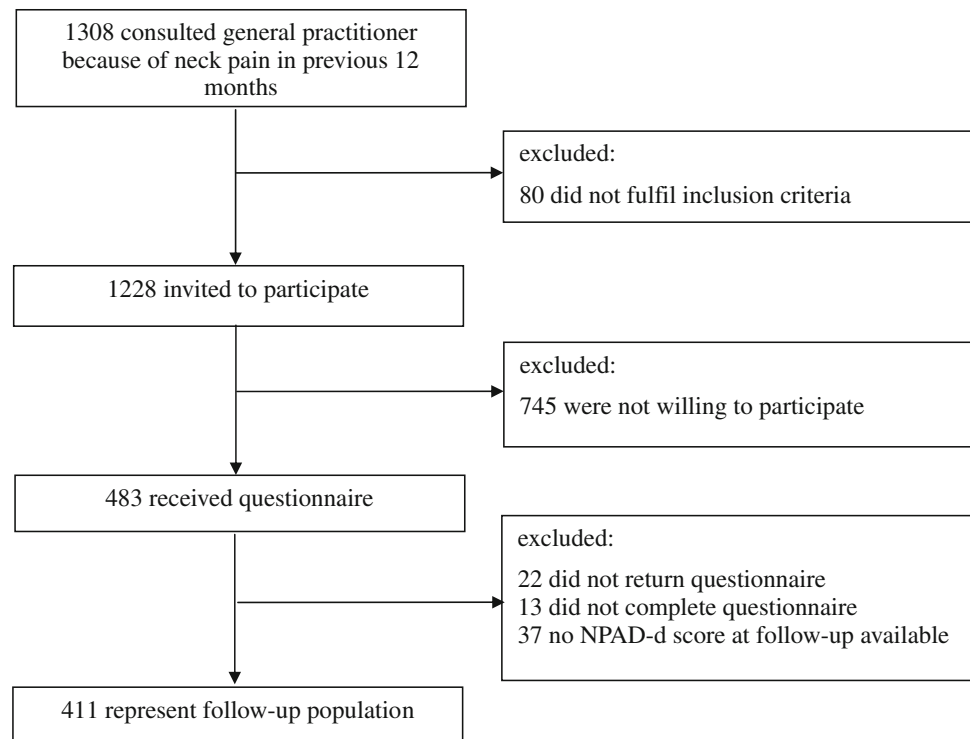 1308 consulted general practitioner
because of neck pain in previous 12
months
excluded:
80 did not fulfil inclusion criteria
1228 invited to participate
excluded:
745 were not willing to participate
483 received questionnaire
excluded:
22 did not return questionnaire
13 did not complete questionnaire
37 no NPAD-d score at follow-up available
411 represent follow-up population